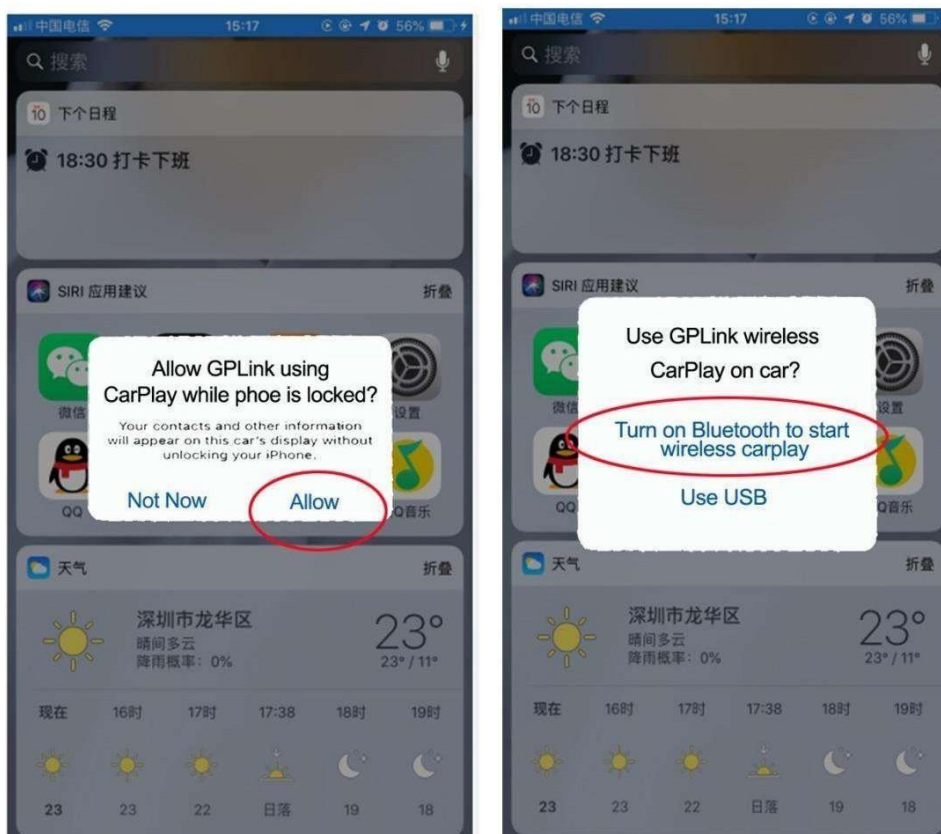 中国电信
15:17
56%
搜索
10
下个日程
18:30 打卡下班
SIRI 应用建议
折叠
Allow GPLink using
CarPlay while phoe is locked?
Your contacts and other information
will appear on this car's display without
unlocking your iPhone.
Not Now
Allow
微信
设置
QQ
Q音乐
天气
折叠
深圳市龙华区
晴间多云
降雨概率：0%
23°
23° / 11°
现在 16时 17时 17:38 18时 19时
23 23 22 日落 19 18
中国电信
15:17
56%
搜索
10
下个日程
18:30 打卡下班
SIRI 应用建议
折叠
Use GPLink wireless
CarPlay on car?
Turn on Bluetooth to start
wireless carplay
Use USB
微信
设置
QQ
Q音乐
天气
折叠
深圳市龙华区
晴间多云
降雨概率：0%
23°
23° / 11°
现在 16时 17时 17:38 18时 19时
23 23 22 日落 19 18